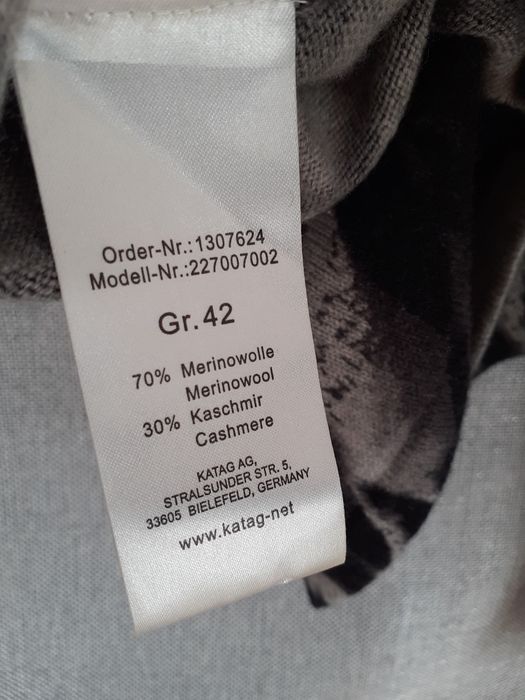 Order-Nr.:1307624
Modell-Nr.:227007002
Gr. 42
70% Merinowolle
Merinowool
30% Kaschmir
Cashmere
KATAG AG,
STRALSUNDER STR. 5,
33605 BIELEFELD, GERMANY
www.katag-net